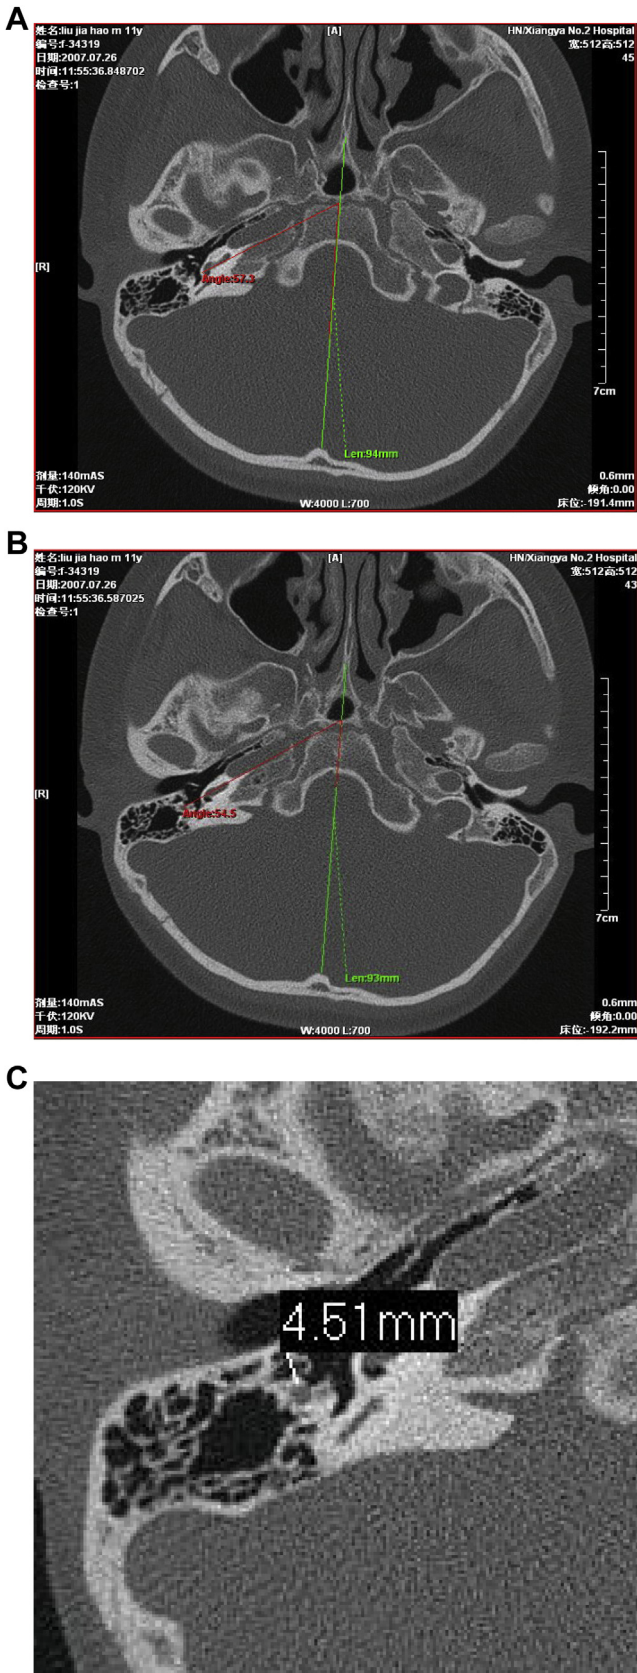 A
姓名:liu jia hao m 11y
[A]
HN/Xiangya No.2 Hospital
编号:f-34319
宽:512高:512
日期:2007.07.26
45
时间:11:55:36.848702
检查号:1
[R]
Angle:57.3
7cm
Len:94mm
剂量:140mAS
0.6mm
千伏:120KV
倾角:0.00
周期:1.0S
W:4000 L:700
床位:-191.4mm
B
姓名:liu jia hao m 11y
[A]
HN/Xiangya No.2 Hospital
编号:f-34319
宽:512高:512
日期:2007.07.26
43
时间:11:55:36.587025
检查号:1
[R]
Angle:54.5
7cm
Len:93mm
剂量:140mAS
0.6mm
千伏:120KV
倾角:0.00
周期:1.0S
W:4000 L:700
床位:-192.2mm
C
4.51mm